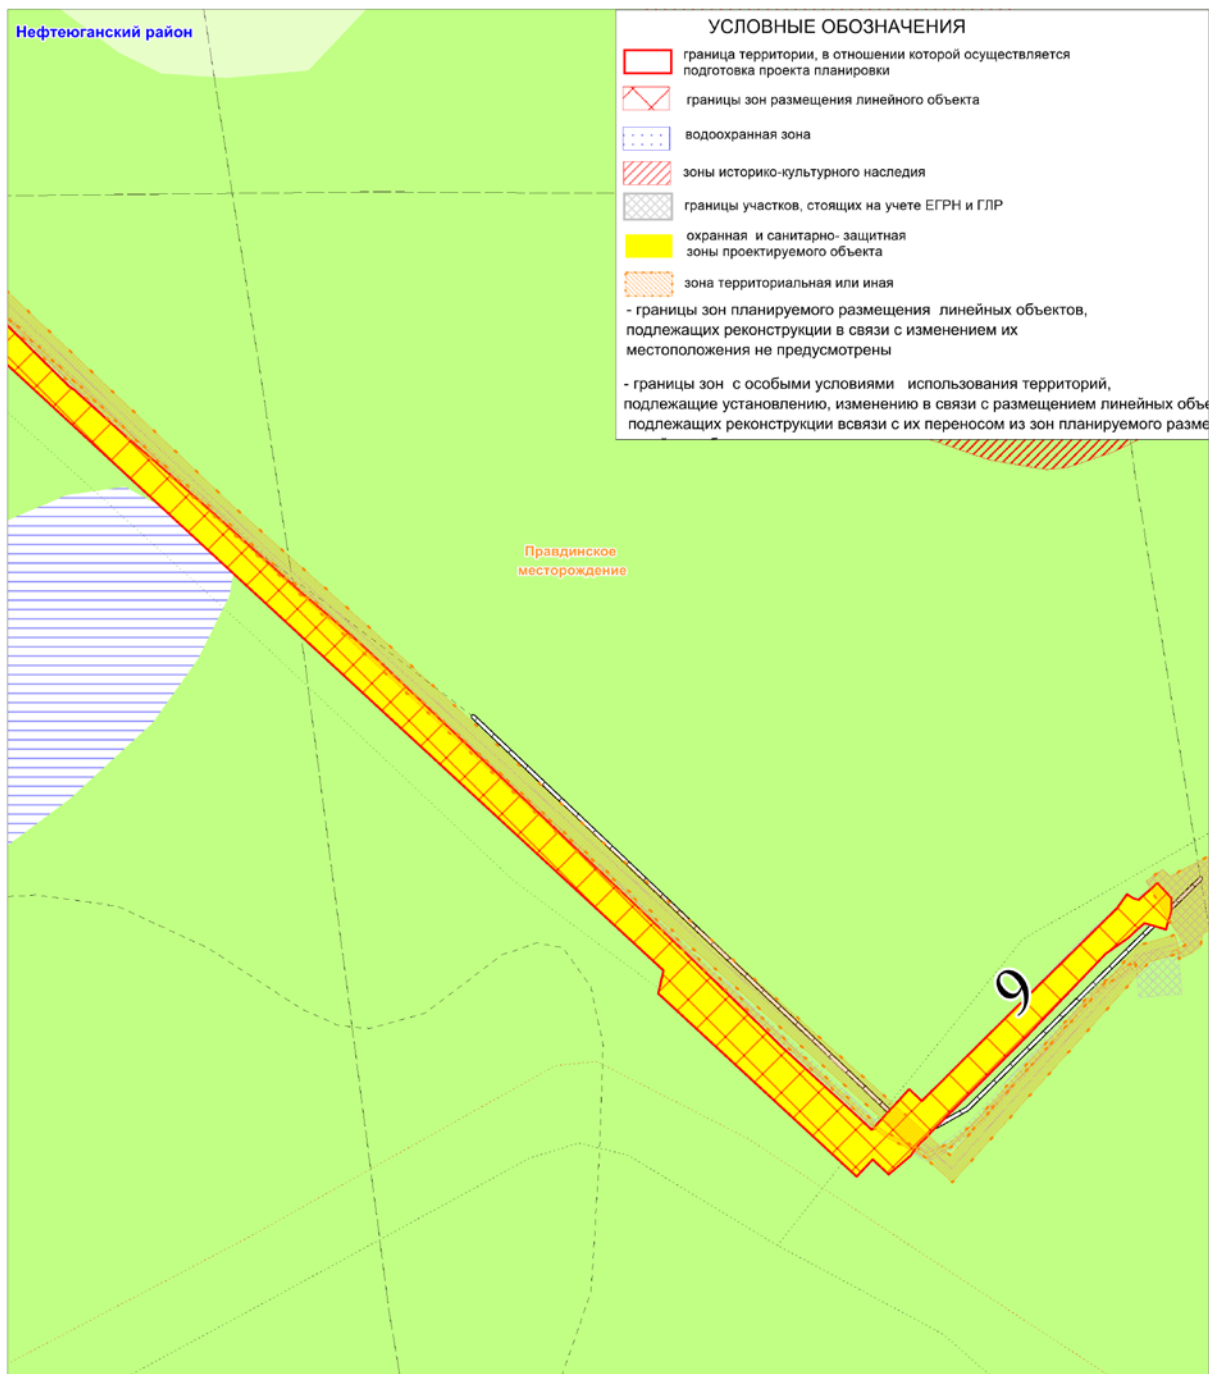 Нефтеюганский район
УСЛОВНЫЕ ОБОЗНАЧЕНИЯ
граница территории, в отношении которой осуществляется
подготовка проекта планировки
границы зон размещения линейного объекта
водоохранная зона
зоны историко-культурного наследия
границы участков, стоящих на учете ЕГРН и ГЛР
охранная и санитарно- защитная
зоны проектируемого объекта
зона территориальная или иная
- границы зон планируемого размещения линейных объектов,
подлежащих реконструкции в связи с изменением их
местоположения не предусмотрены
- границы зон с особыми условиями использования территорий,
подлежащие установлению, изменению в связи с размещением линейных объе
подлежащих реконструкции всвязи с их переносом из зон планируемого разме
Правдинское
месторождение
9